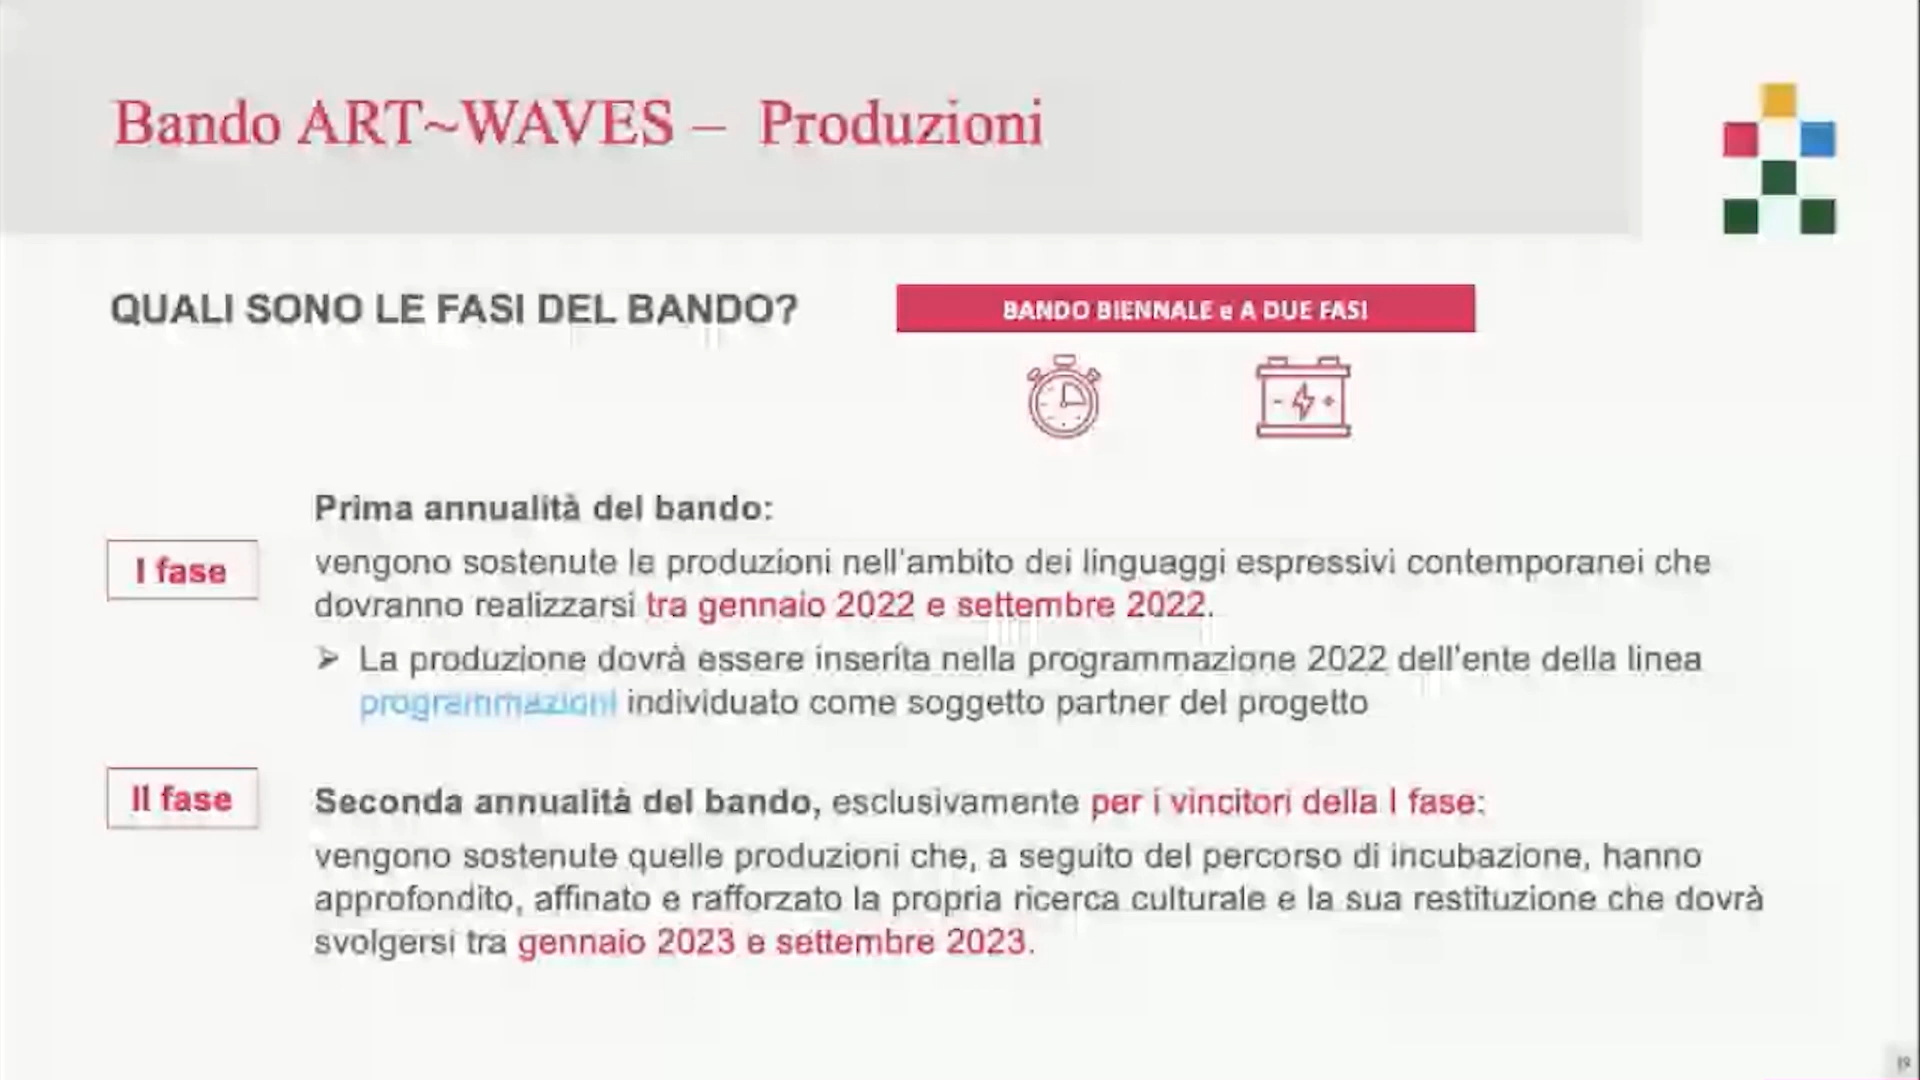 Bando ART~WAVES – Produzioni
QUALI SONO LE FASI DEL BANDO?
BANDO BIENNALE e A DUE FASI
Prima annualità del bando:
I fase
vengono sostenute le produzioni nell'ambito dei linguaggi espressivi contemporanei che
dovranno realizzarsi tra gennaio 2022 e settembre 2022.
➢ La produzione dovrà essere inserita nella programmazione 2022 dell'ente della linea
programmazioni individuato come soggetto partner del progetto
II fase
Seconda annualità del bando, esclusivamente per i vincitori della I fase:
vengono sostenute quelle produzioni che, a seguito del percorso di incubazione, hanno
approfondito, affinato e rafforzato la propria ricerca culturale e la sua restituzione che dovrà
svolgersi tra gennaio 2023 e settembre 2023.
19